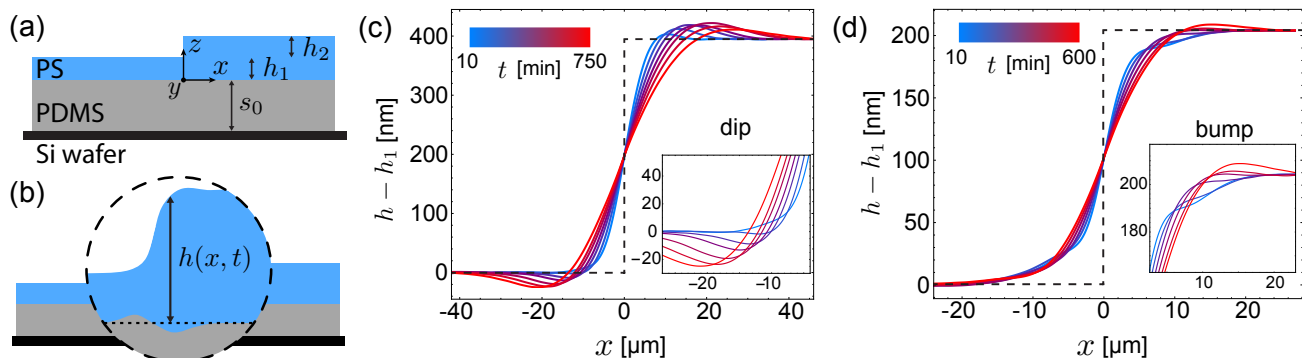 (a)
z
h₂
PS
x
h₁
y
s₀
PDMS
Si wafer
(b)
h(x, t)
(c)
400
300
200
100
0
h − h₁ [nm]
10
750
t [min]
dip
40
20
0
−20
−20
−10
-40
-20
0
20
40
x [μm]
(d)
200
150
100
50
0
h − h₁ [nm]
10
600
t [min]
bump
200
180
10
20
-20
-10
0
10
20
x [μm]